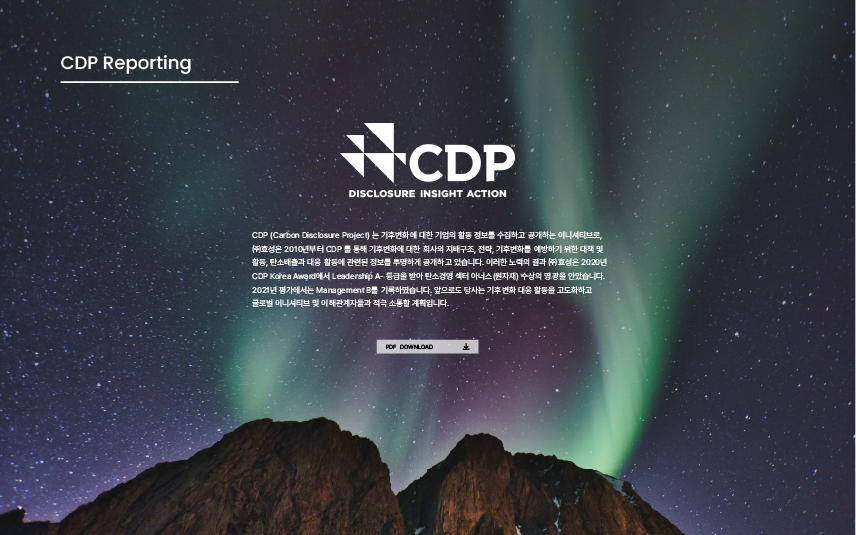 CDP Reporting
CDP
DISCLOSURE INSIGHT ACTION
CDP (Carbon Disclosure Project) 는 기후변화에 대한 기업의 활동 정보를 수집하고 공개하는 이니셔티브로,
㈜효성은 2010년부터 CDP 를 통해 기후변화에 대한 회사의 지배구조, 전략, 기후변화를 예방하기 위한 대책 및
활동, 탄소배출과 대응 활동에 관련된 정보를 투명하게 공개하고 있습니다. 이러한 노력의 결과 ㈜효성은 2020년
CDP Korea Award에서 Leadership A- 등급을 받아 탄소경영 섹터 아너스(원자재) 수상의 영광을 안았습니다.
2021년 평가에서는 Management B를 기록하였습니다. 앞으로도 당사는 기후변화 대응 활동을 고도화하고
글로벌 이니셔티브 및 이해관계자들과 적극 소통할 계획입니다.
PDF DOWNLOAD